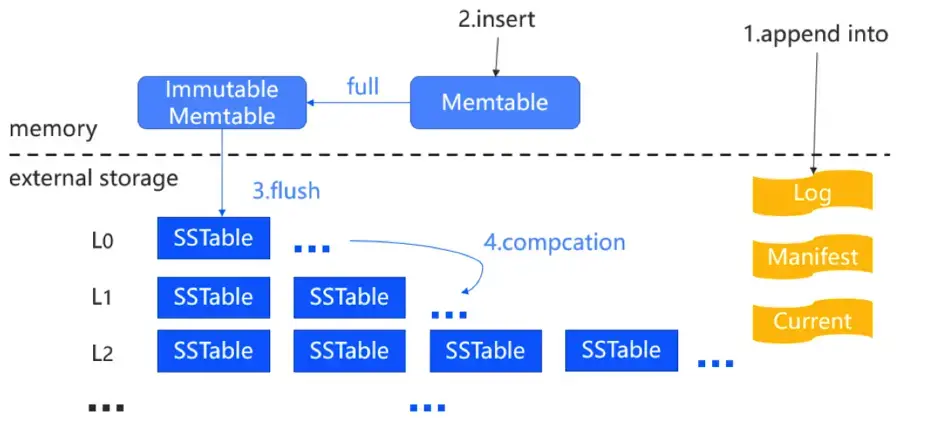 2.insert
1.append into
full
Immutable
Memtable
Memtable
memory
external storage
3.flush
Log
L0
SSTable
4.compcation
Manifest
L1
SSTable
SSTable
Current
L2
SSTable
SSTable
SSTable
SSTable